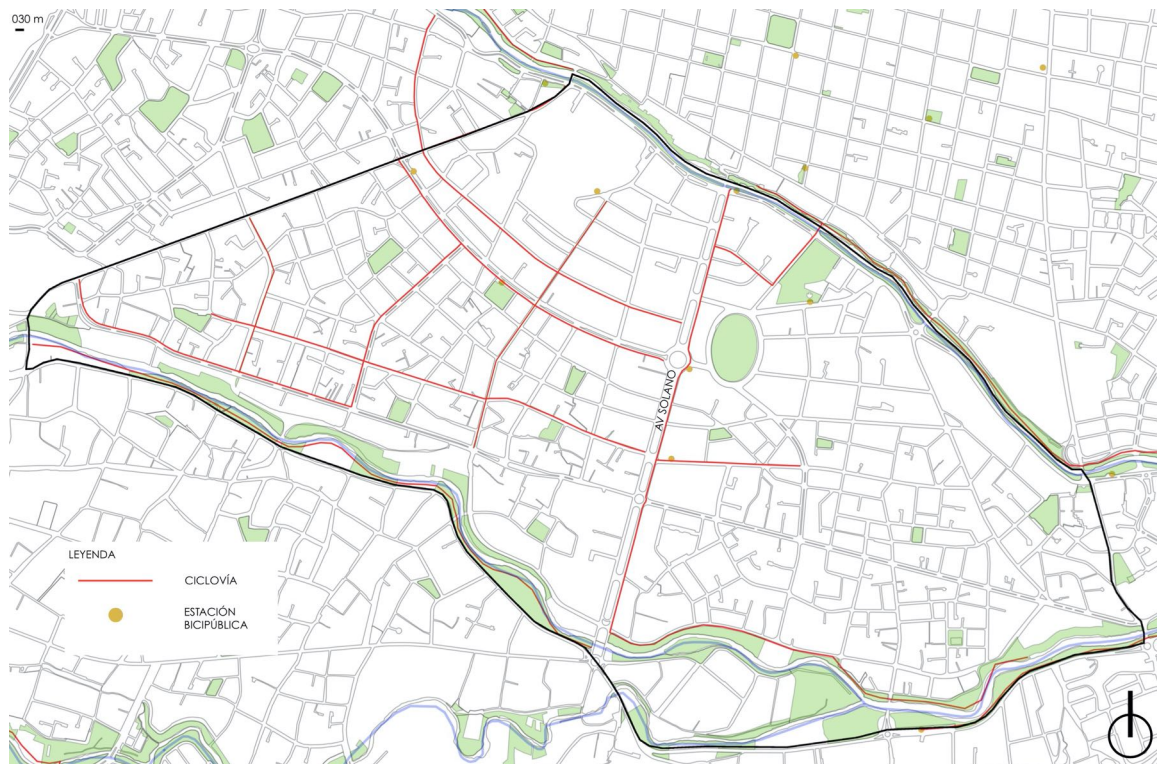 030 m
AV SOLANO
LEYENDA
CICLOVÍA
ESTACIÓN
BICIPÚBLICA